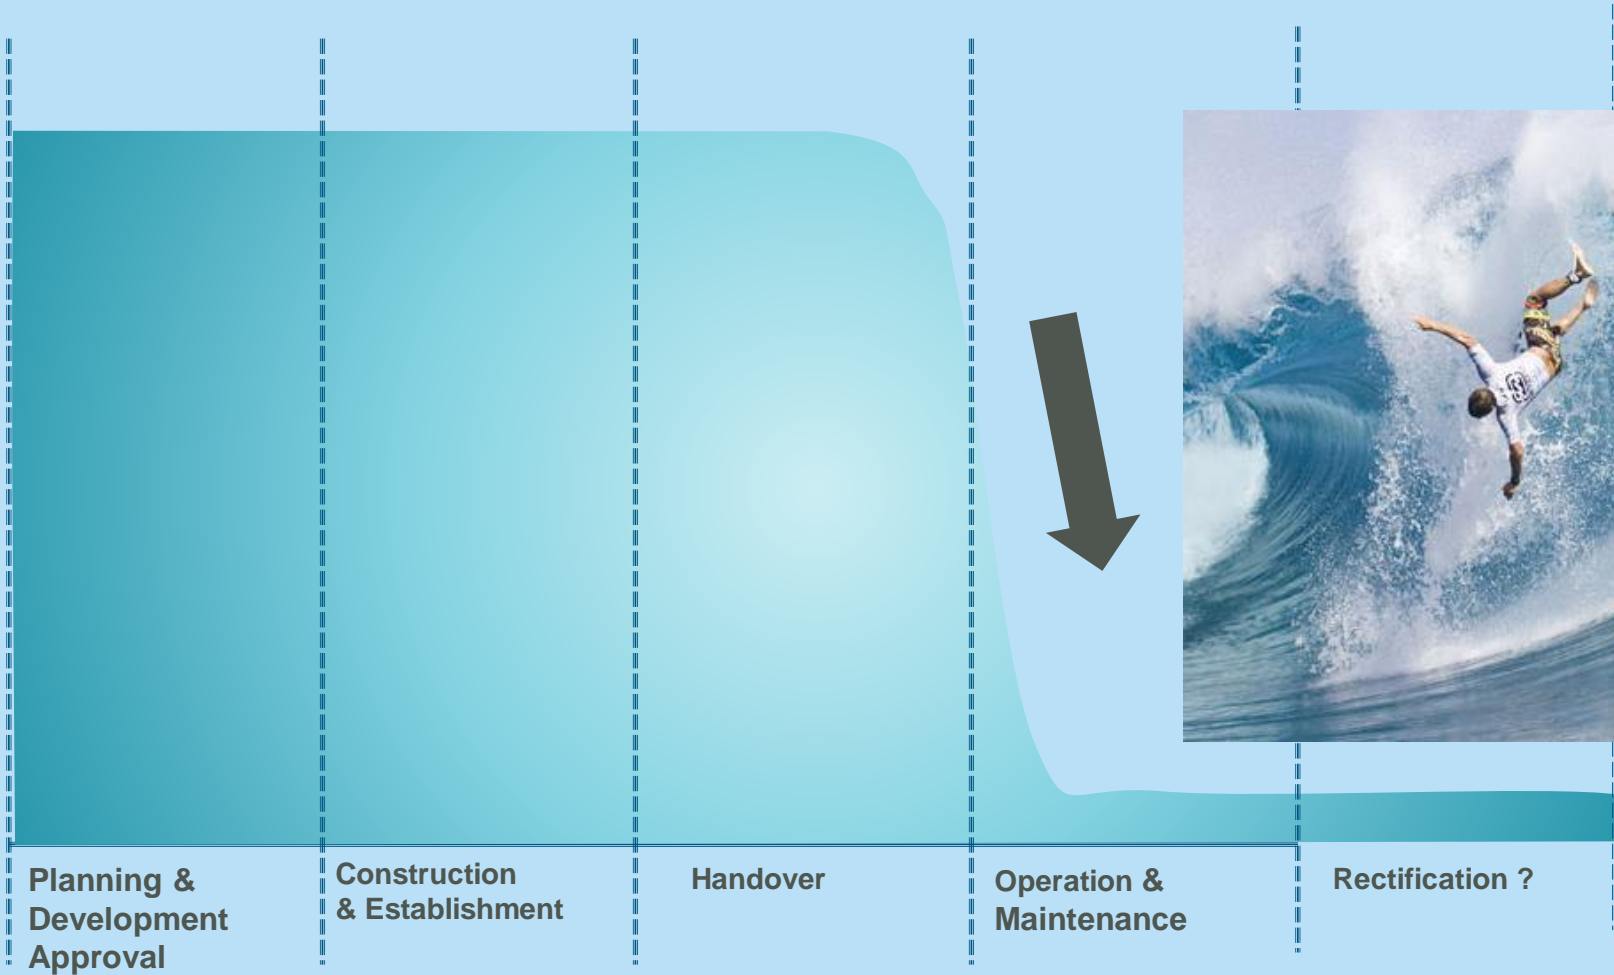 Planning &
Development
Approval
Construction
& Establishment
Handover
Operation &
Maintenance
Rectification ?